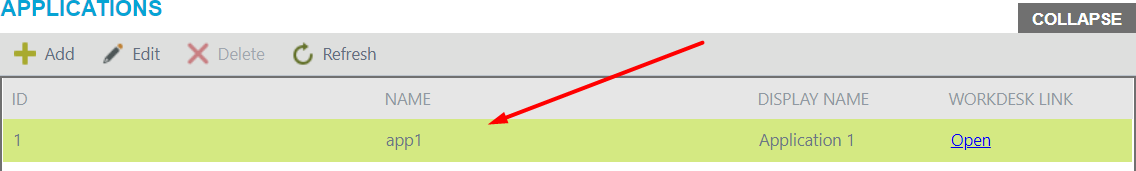 APPLICATIONS
COLLAPSE
Add Edit Delete Refresh
ID NAME DISPLAY NAME WORKDESK LINK
1 app1 Application 1 Open